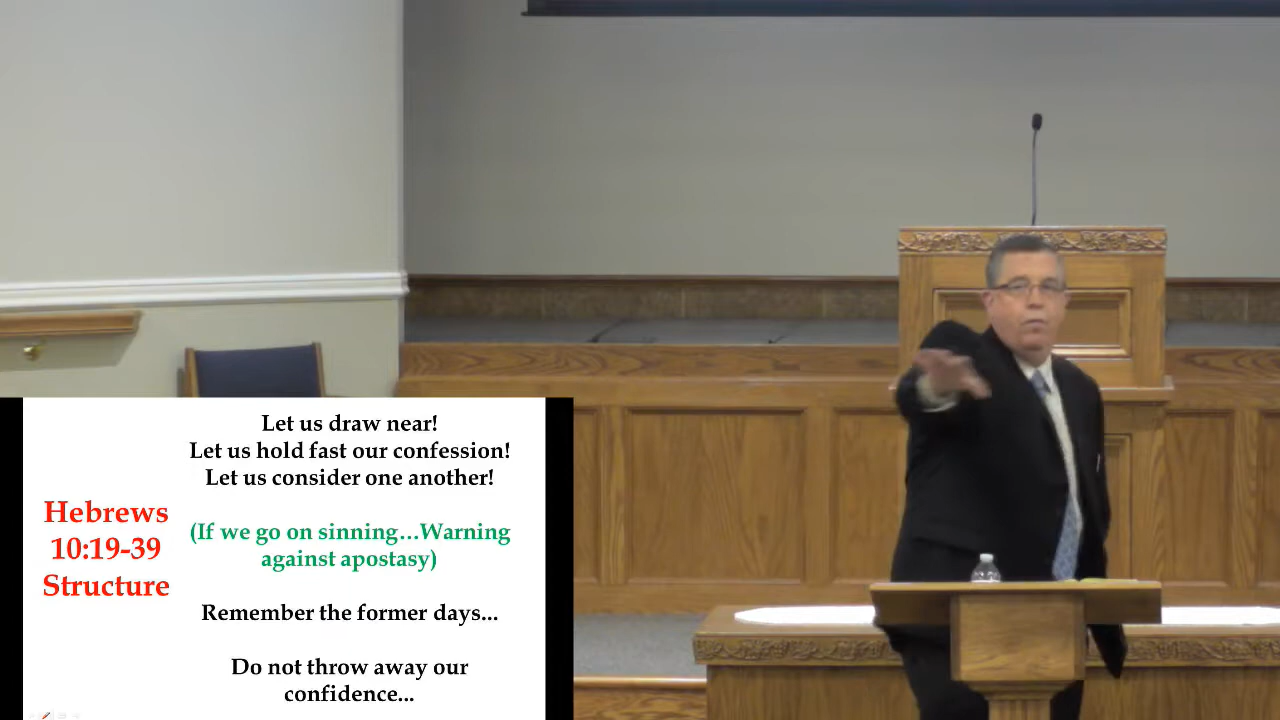 Hebrews
10:19-39
Structure
Let us draw near!
Let us hold fast our confession!
Let us consider one another!
(If we go on sinning...Warning
against apostasy)
Remember the former days...
Do not throw away our
confidence...